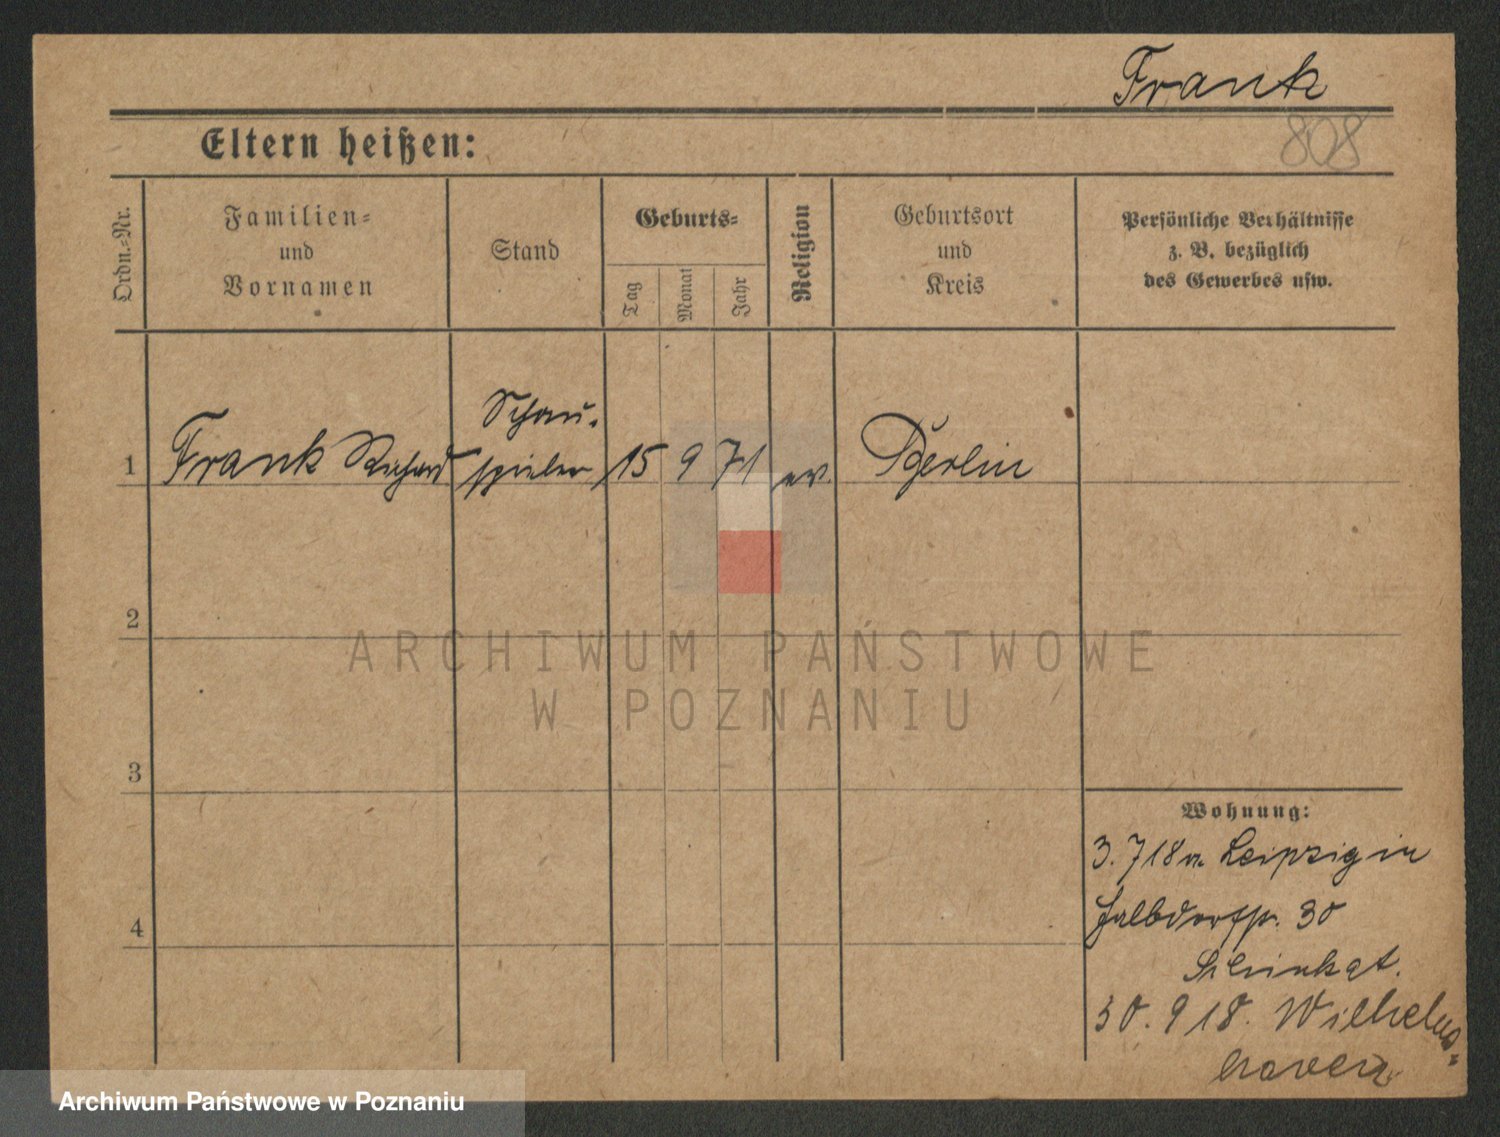 Frank
808
Eltern heißen:
Ordn.=Nr.
Familien=
und
Vornamen
Stand
Geburts=
Tag
Monat
Jahr
Religion
Geburtsort
und
Kreis
Persönliche Verhältnisse
z. B. bezüglich
des Gewerbes usw.
Schau-
1 Frank Richard spieler 15 9 71 ev. Berlin
2
ARCHIWUM PAŃSTWOWE
W POZNANIU
3
4
Wohnung:
3. 7 18 Leipzig in
30
30. 9 18. Wilhelms-
haven
Archiwum Państwowe w Poznaniu